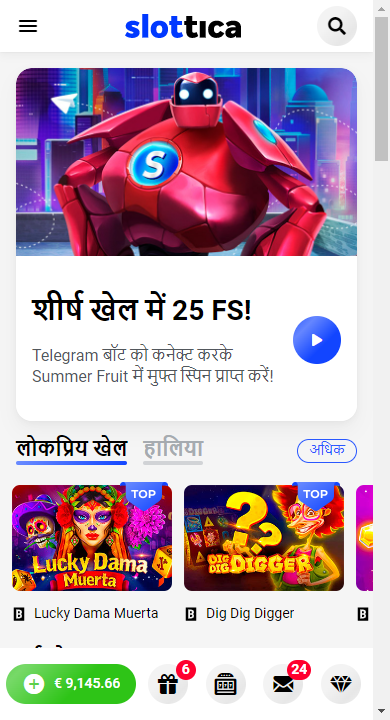 slottica
S
शीर्ष खेल में 25 FS!
Telegram बॉट को कनेक्ट करके
Summer Fruit में मुफ्त स्पिन प्राप्त करें!
लोकप्रिय खेल
हालिया
अधिक
TOP
TOP
LUCKY DAMA
MUERTA
DIG DIG DIGGER
B Lucky Dama Muerta
B Dig Dig Digger
B
€ 9,145.66
6
24